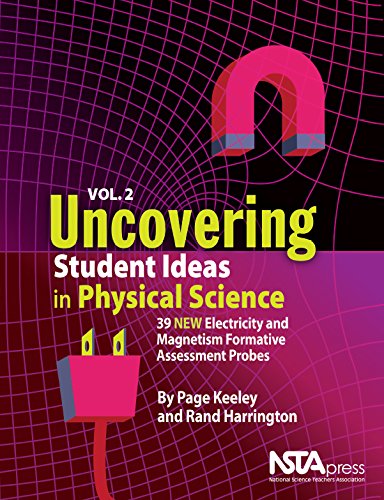 VOL. 2
Uncovering
Student Ideas
in Physical Science
39 NEW Electricity and
Magnetism Formative
Assessment Probes
By Page Keeley
and Rand Harrington
NSTApress
National Science Teachers Association